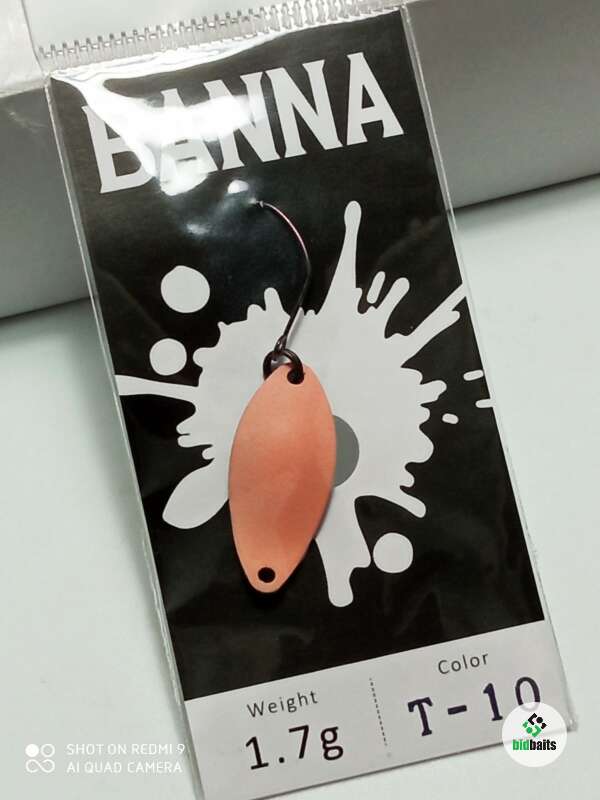 BANNA
Weight
1.7g
Color
T-10
SHOT ON REDMI 9
AI QUAD CAMERA
bidbaits